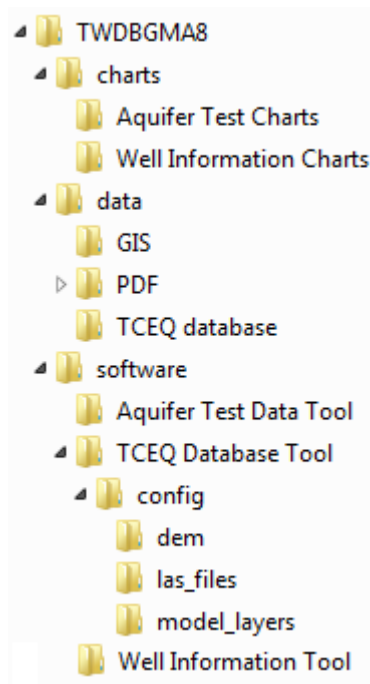 TWDBGMA8
charts
Aquifer Test Charts
Well Information Charts
data
GIS
PDF
TCEQ database
software
Aquifer Test Data Tool
TCEQ Database Tool
config
dem
las_files
model_layers
Well Information Tool